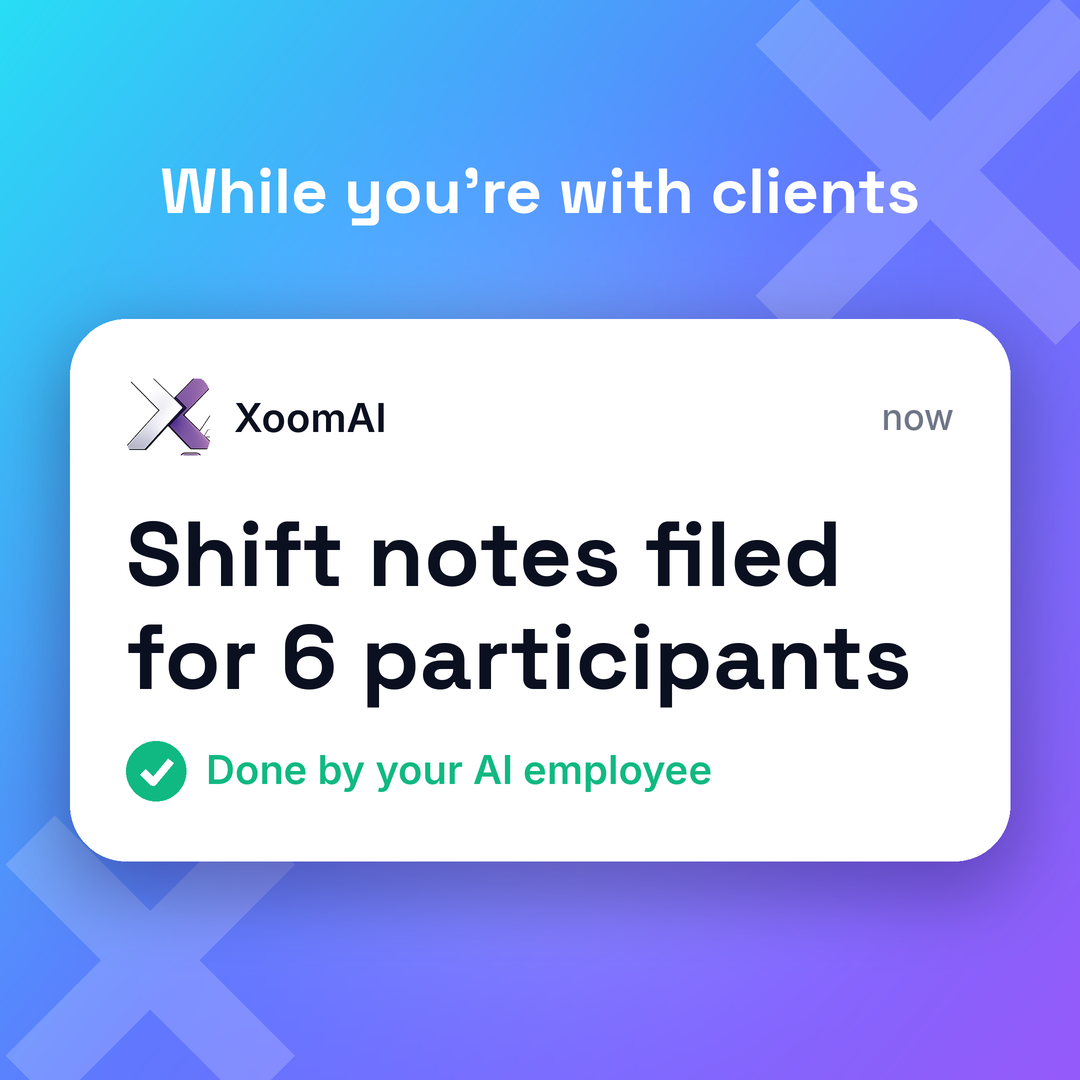 While you’re with clients
XoomAI
now
Shift notes filed
for 6 participants
Done by your AI employee